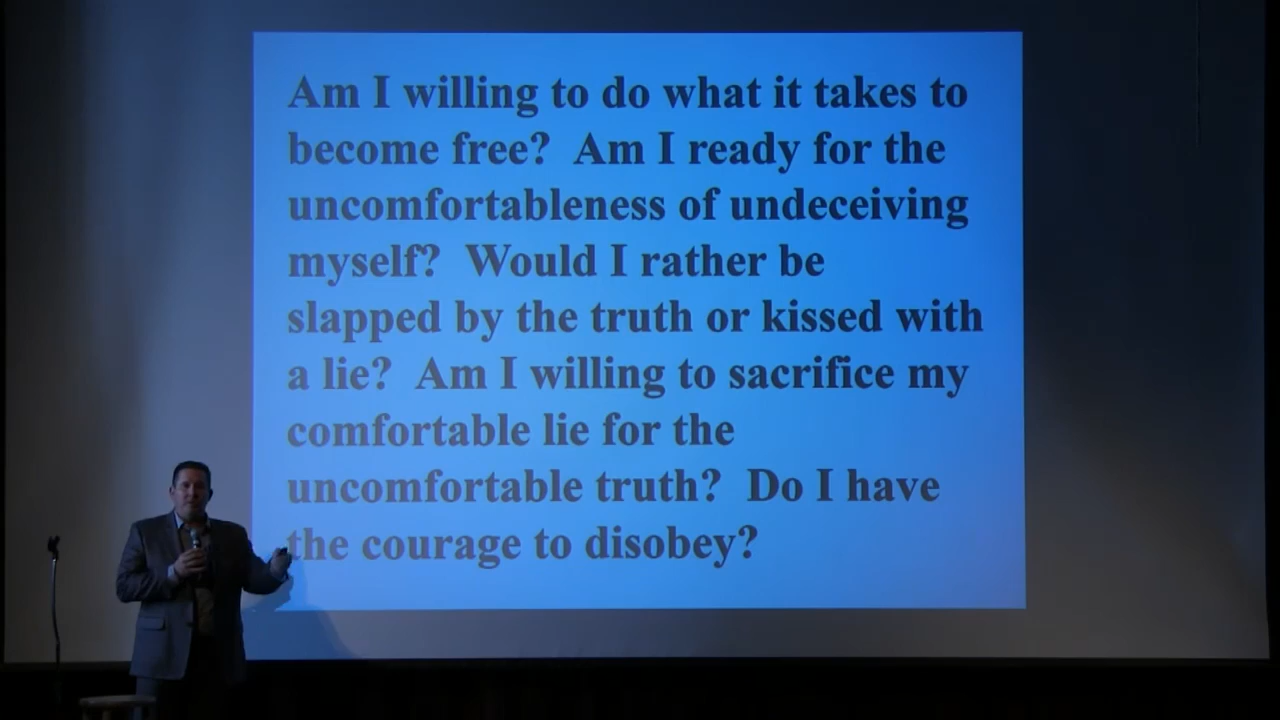 Am I willing to do what it takes to
become free?  Am I ready for the
uncomfortableness of undeceiving
myself?  Would I rather be
slapped by the truth or kissed with
a lie?  Am I willing to sacrifice my
comfortable lie for the
uncomfortable truth?  Do I have
the courage to disobey?